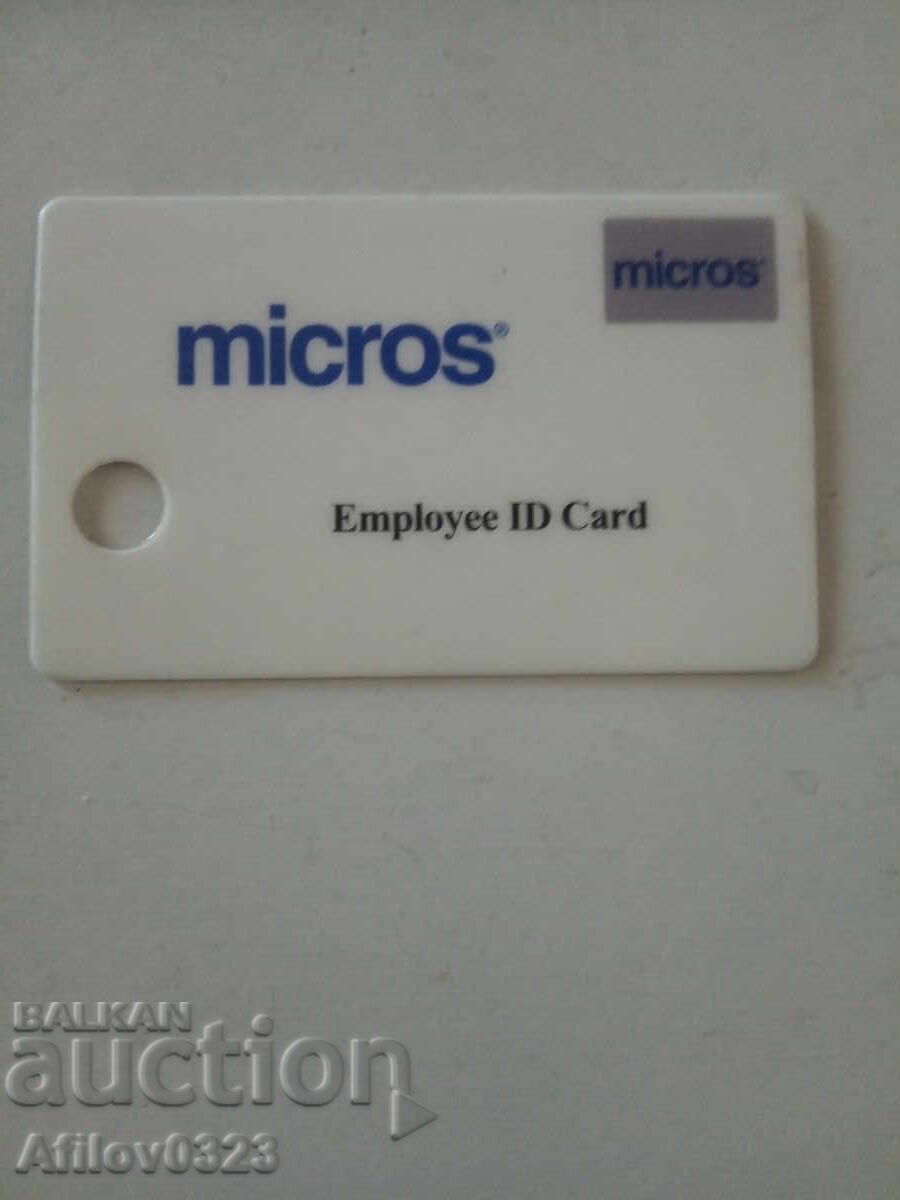 micros
micros®
Employee ID Card
BALKAN
auction
Afilov0323